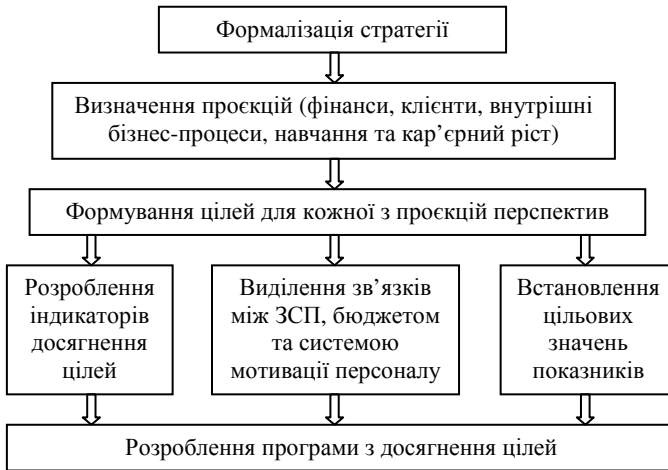 Формалізація стратегії
Визначення проєкцій (фінанси, клієнти, внутрішні
бізнес-процеси, навчання та кар’єрний ріст)
Формування цілей для кожної з проєкцій перспектив
Розроблення
індикаторів
досягнення
цілей
Виділення зв’язків
між ЗСП, бюджетом
та системою
мотивації персоналу
Встановлення
цільових
значень
показників
Розроблення програми з досягнення цілей